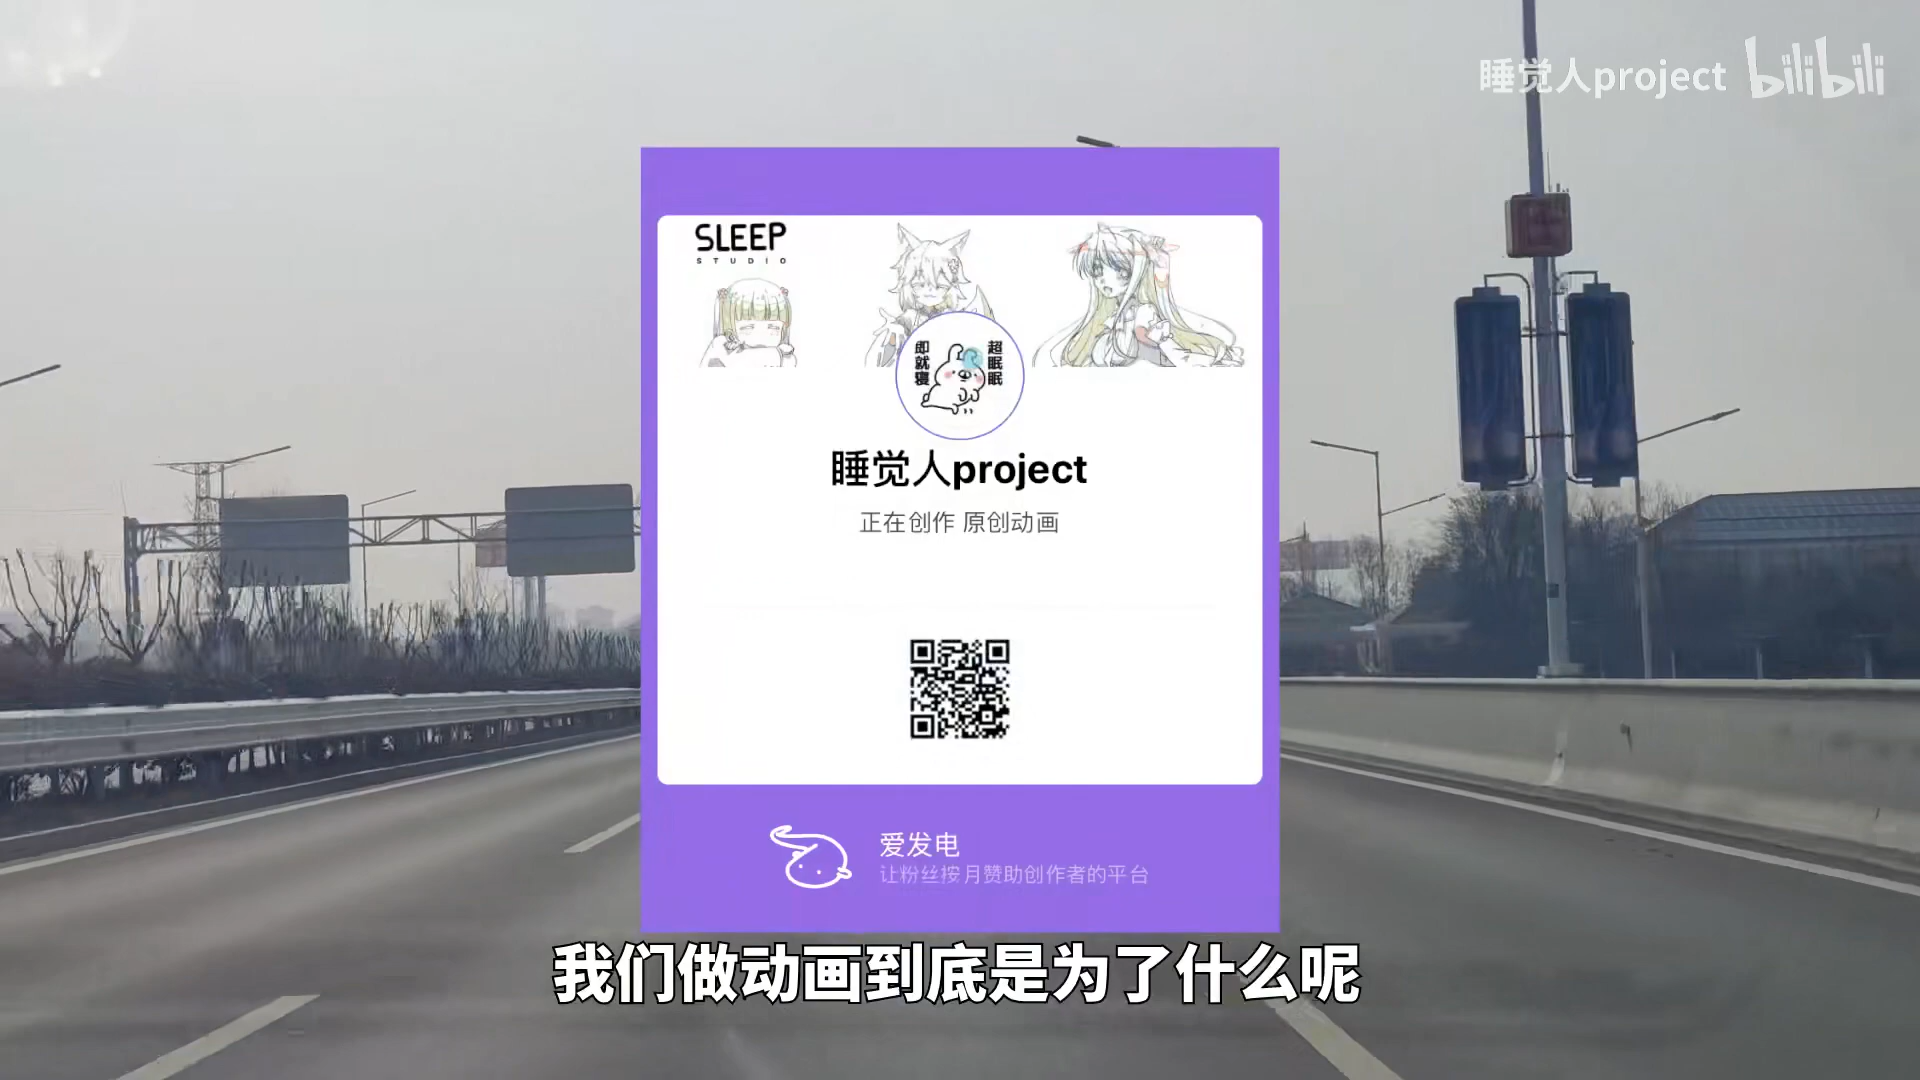 睡觉人project bilibili
SLEEP
STUDIO
即就寝
超眠眠
睡觉人project
正在创作 原创动画
爱发电
让粉丝按月赞助创作者的平台
我们做动画到底是为了什么呢